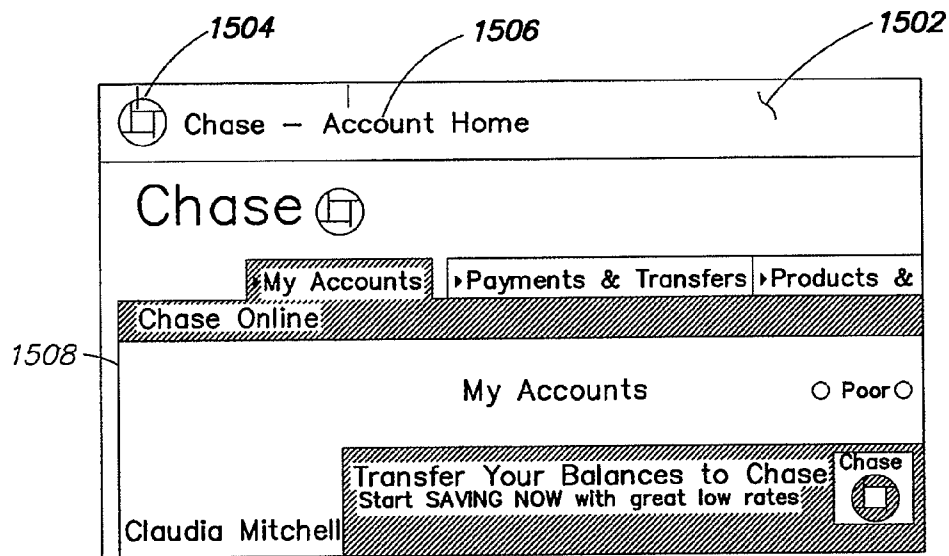 1504
1506
1502
Chase – Account Home
Chase
▸My Accounts ▸Payments & Transfers ▸Products &
Chase Online
1508
My Accounts ○ Poor ○
Transfer Your Balances to Chase
Start SAVING NOW with great low rates
Chase
Claudia Mitchell